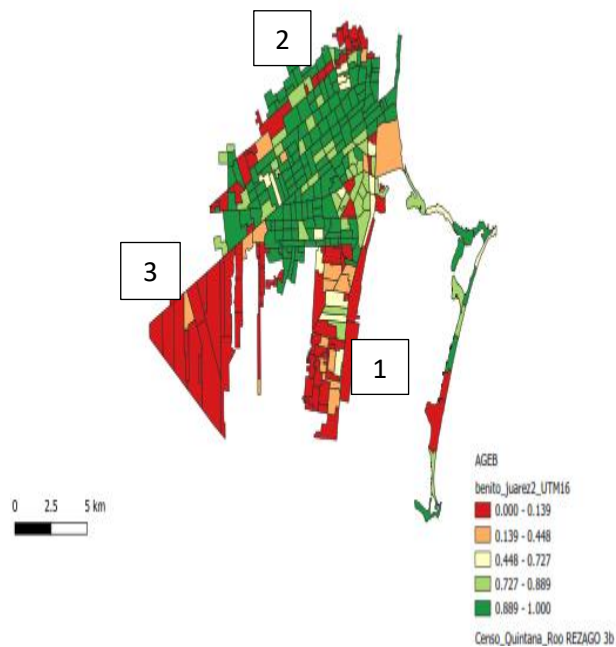 2
3
1
0 2.5 5 km
AGEB
benito_juarez2_UTM16
0.000 - 0.139
0.139 - 0.448
0.448 - 0.727
0.727 - 0.889
0.889 - 1.000
Censo_Quintana_Roo REZAGO 3b